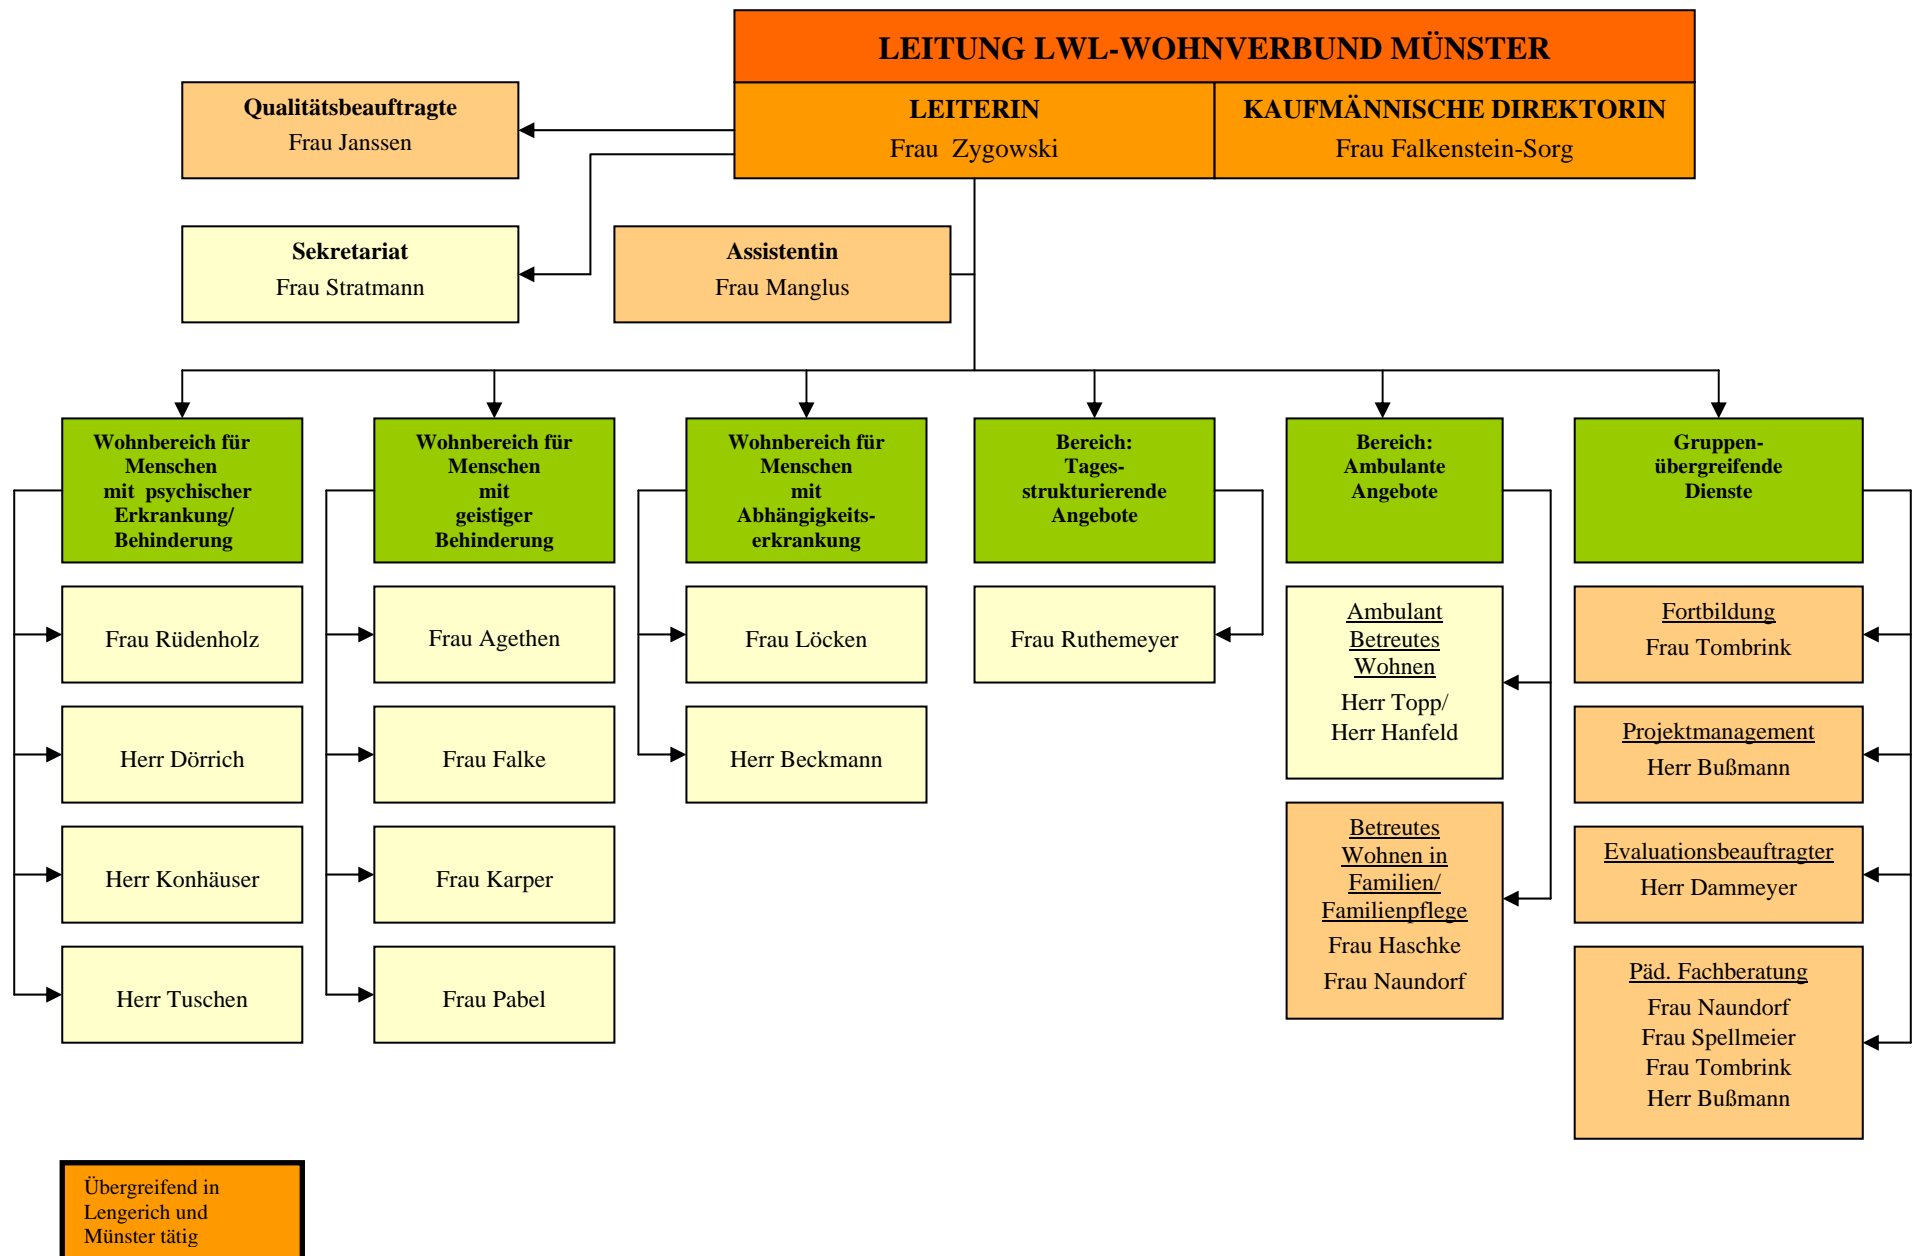 LEITUNG LWL-WOHNVERBUND MÜNSTER
LEITERIN
Frau Zygowski
KAUFMÄNNISCHE DIREKTORIN
Frau Falkenstein-Sorg
Qualitätsbeauftragte
Frau Janssen
Sekretariat
Frau Stratmann
Assistentin
Frau Manglus
Wohnbereich für
Menschen
mit psychischer
Erkrankung/
Behinderung
Frau Rüdenholz
Herr Dörrich
Herr Konhäuser
Herr Tuschen
Wohnbereich für
Menschen
mit
geistiger
Behinderung
Frau Agethen
Frau Falke
Frau Karper
Frau Pabel
Wohnbereich für
Menschen
mit
Abhängigkeits-
erkrankung
Frau Löcken
Herr Beckmann
Bereich:
Tages-
strukturierende
Angebote
Frau Ruthemeyer
Bereich:
Ambulante
Angebote
Ambulant
Betreutes
Wohnen
Herr Topp/
Herr Hanfeld
Betreutes
Wohnen in
Familien/
Familienpflege
Frau Haschke
Frau Naundorf
Gruppen-
übergreifende
Dienste
Fortbildung
Frau Tombrink
Projektmanagement
Herr Bußmann
Evaluationsbeauftragter
Herr Dammeyer
Päd. Fachberatung
Frau Naundorf
Frau Spellmeier
Frau Tombrink
Herr Bußmann
Übergreifend in
Lengerich und
Münster tätig